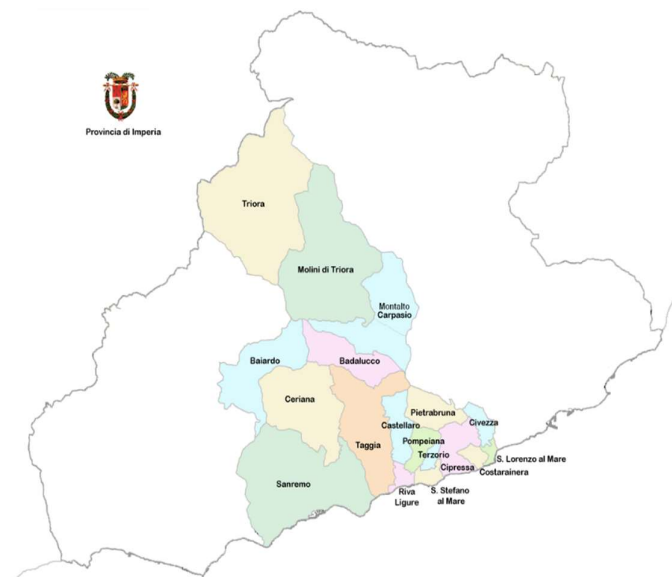 Provincia di Imperia
Triora
Molini di Triora
Montalto
Carpasio
Baiardo
Badalucco
Ceriana
Pietrabruna
Castellaro
Civezza
Taggia
Pompeiana
Terzorio
S. Lorenzo al Mare
Cipressa
Costarainera
Sanremo
Riva
Ligure
S. Stefano
al Mare